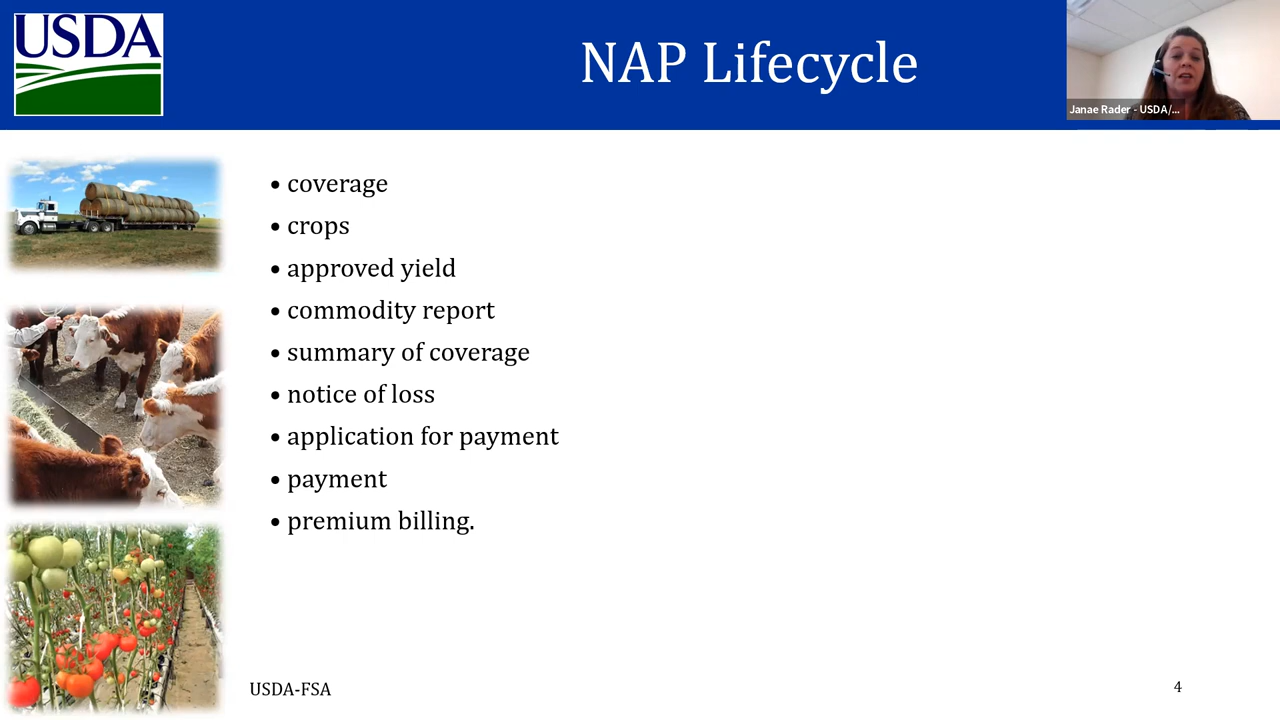 USDA
NAP Lifecycle
Janae Rader - USDA/...
• coverage
• crops
• approved yield
• commodity report
• summary of coverage
• notice of loss
• application for payment
• payment
• premium billing.
USDA-FSA
4